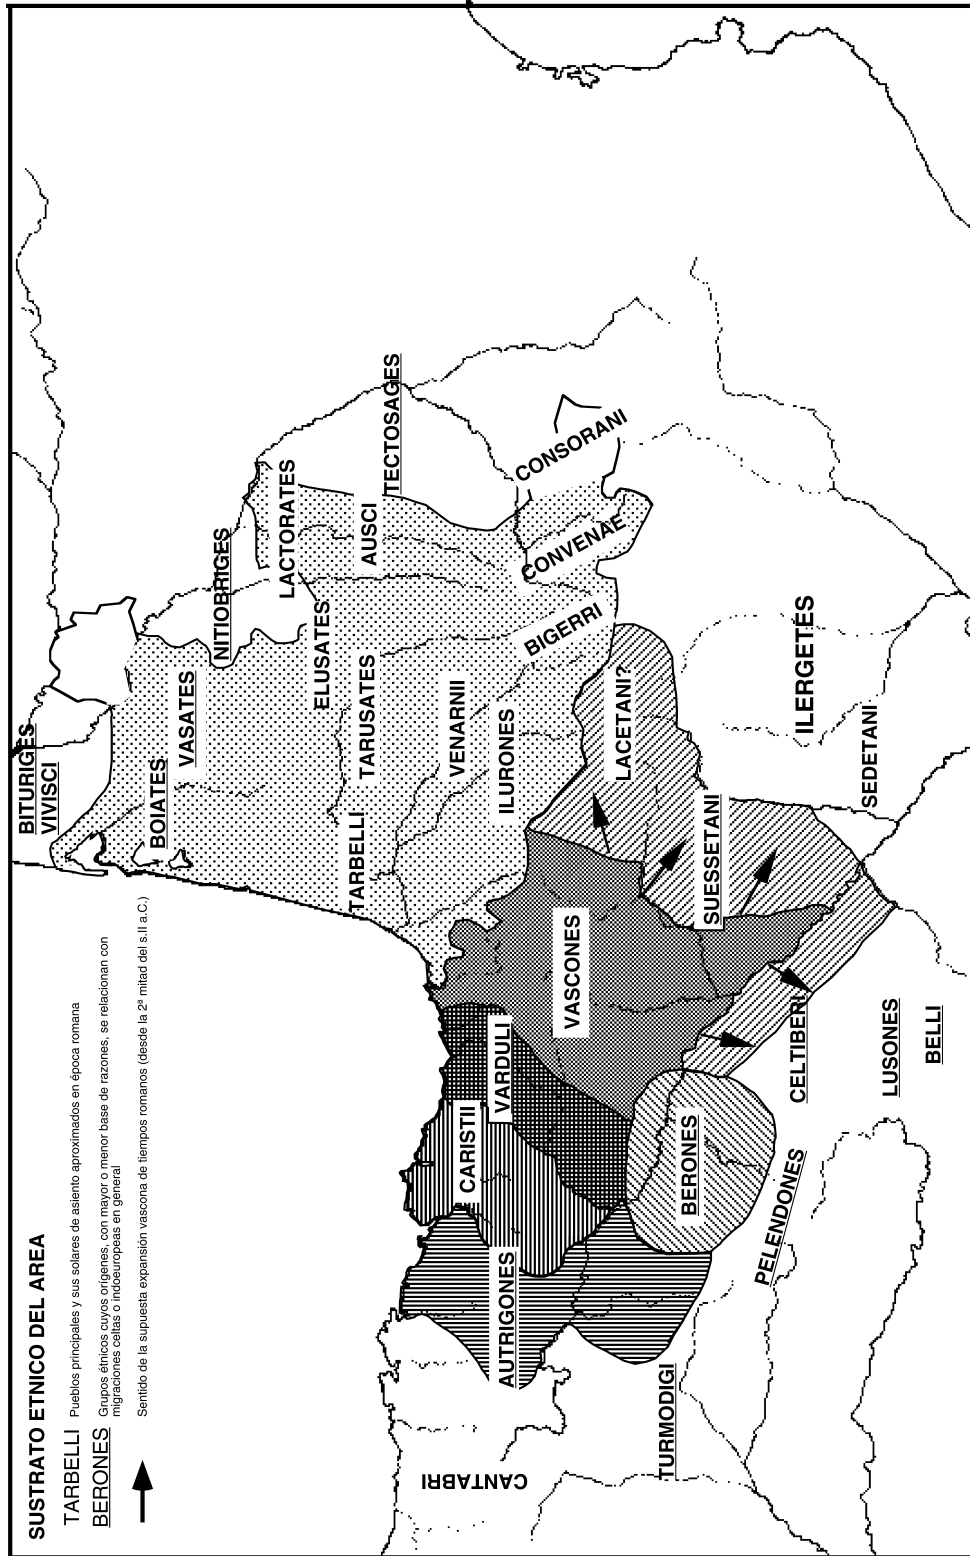 SUSTRATO ETNICO DEL AREA
TARBELLI Pueblos principales y sus solares de asiento aproximados en época romana
BERONES Grupos étnicos cuyos orígenes, con mayor o menor base de razones, se relacionan con
migraciones celtas o indoeuropeas en general
Sentido de la supuesta expansión vascona de tiempos romanos (desde la 2ª mitad del s.II a.C.)
BITURIGES
VIVISCI
BOIATES
VASATES
NITIOBRIGES
LACTORATES
ELUSATES
AUSCI
TECTOSAGES
TARUSATES
TARBELLI
VENARNII
ILURONES
BIGERRI
CONVENAE
CONSORANI
CANTABRI
AUTRIGONES
CARISTII
VARDULI
VASCONES
LACETANI?
SUESSETANI
ILERGETES
SEDETANI
BERONES
TURMODIGI
PELENDONES
CELTIBERI
LUSONES
BELLI